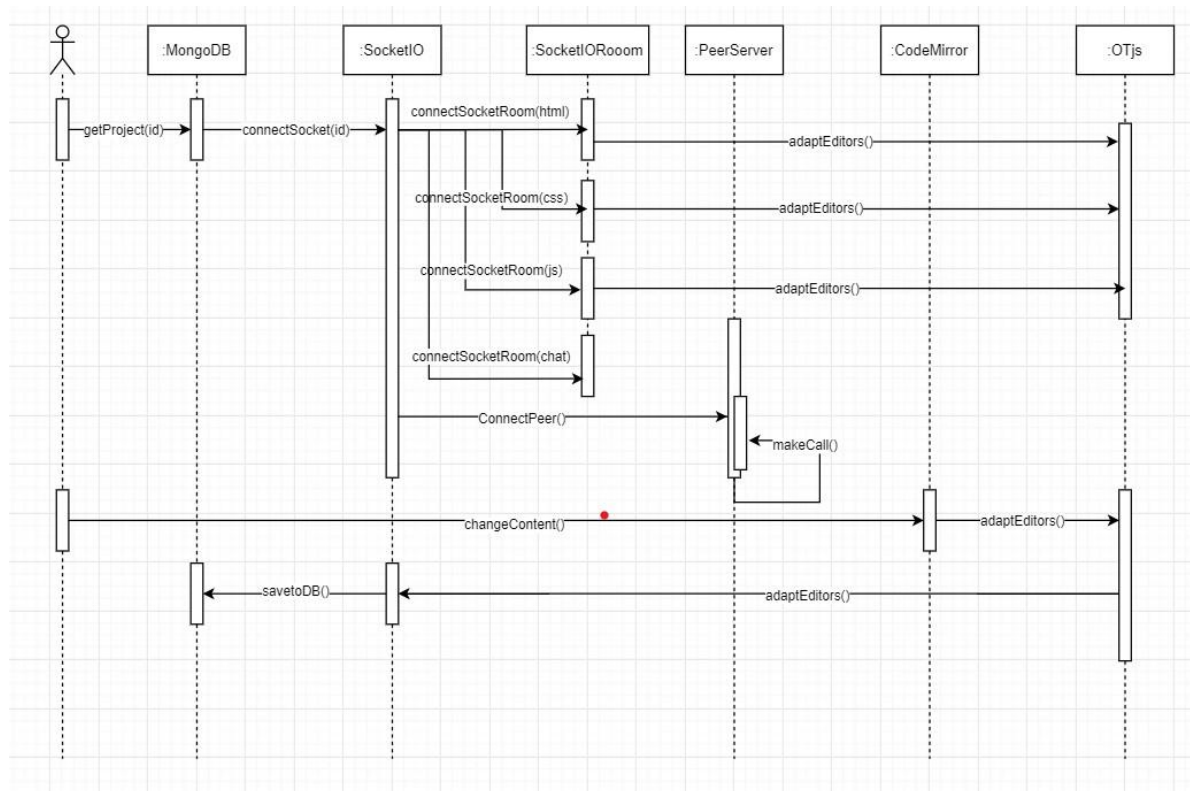 :MongoDB
:SocketIO
:SocketIORooom
:PeerServer
:CodeMirror
:OTjs
connectSocketRoom(html)
getProject(id)
connectSocket(id)
adaptEditors()
connectSocketRoom(css)
adaptEditors()
connectSocketRoom(js)
adaptEditors()
connectSocketRoom(chat)
ConnectPeer()
makeCall()
changeContent()
adaptEditors()
savetoDB()
adaptEditors()